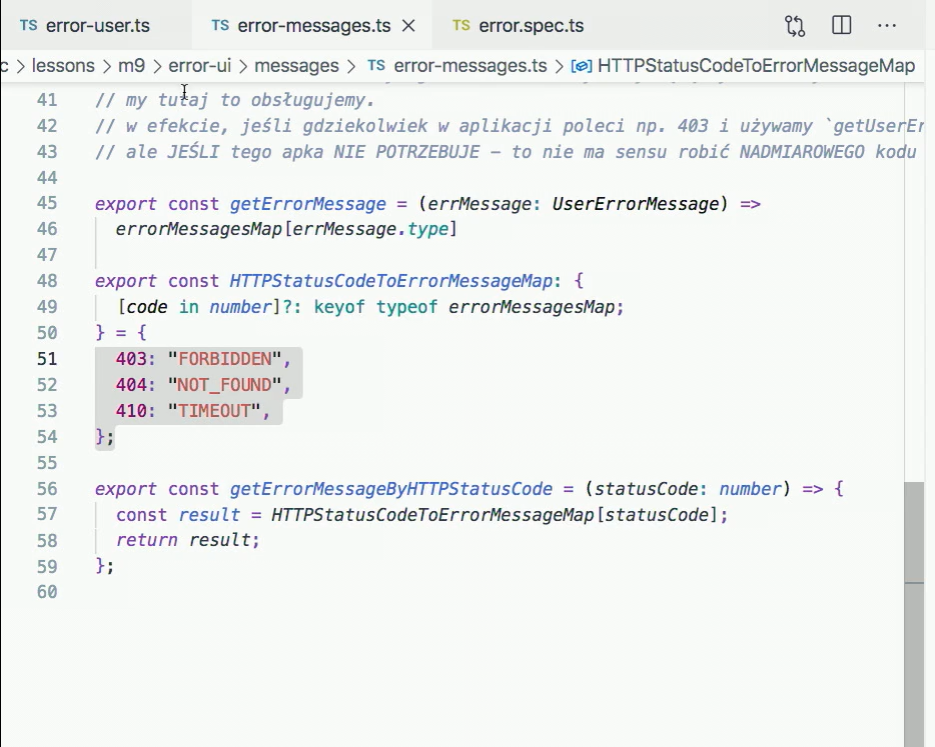 TS error-user.ts TS error-messages.ts TS error.spec.ts
c > lessons > m9 > error-ui > messages > TS error-messages.ts > HTTPStatusCodeToErrorMessageMap
41 // my tutaj to obsługujemy.
42 // w efekcie, jeśli gdziekolwiek w aplikacji poleci np. 403 i używamy `getUserEr
43 // ale JEŚLI tego apka NIE POTRZEBUJE – to nie ma sensu robić NADMIAROWEGO kodu
44
45 export const getErrorMessage = (errMessage: UserErrorMessage) =>
46 errorMessagesMap[errMessage.type]
47
48 export const HTTPStatusCodeToErrorMessageMap: {
49 [code in number]?: keyof typeof errorMessagesMap;
50 } = {
51 403: "FORBIDDEN",
52 404: "NOT_FOUND",
53 410: "TIMEOUT",
54 };
55
56 export const getErrorMessageByHTTPStatusCode = (statusCode: number) => {
57 const result = HTTPStatusCodeToErrorMessageMap[statusCode];
58 return result;
59 };
60